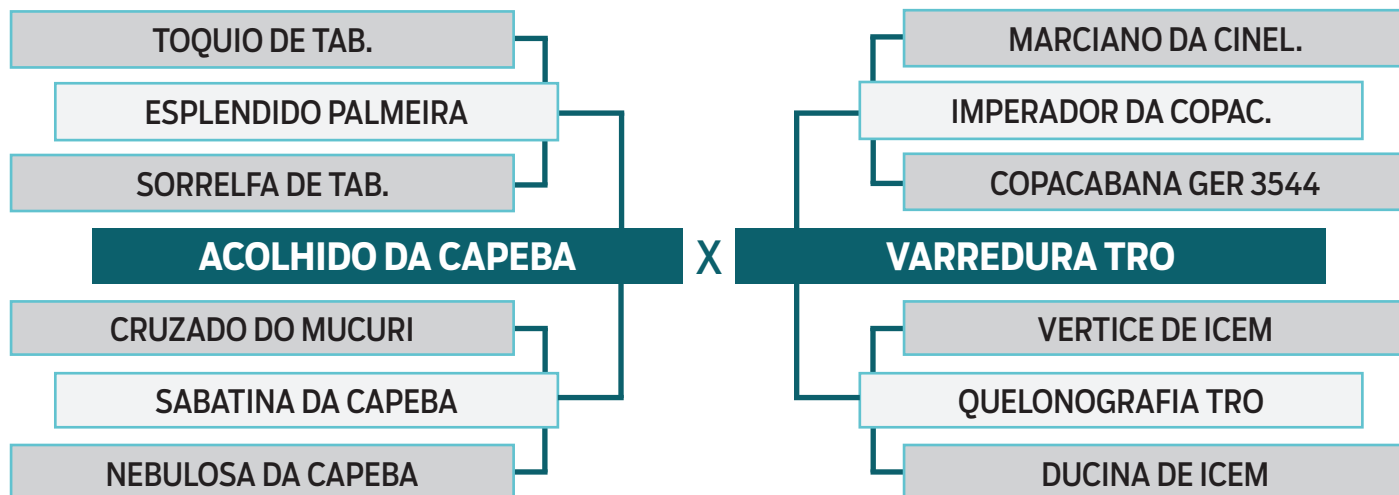 TOQUIO DE TAB.
ESPLENDIDO PALMEIRA
SORRELFA DE TAB.
ACOLHIDO DA CAPEBA
CRUZADO DO MUCURI
SABATINA DA CAPEBA
NEBULOSA DA CAPEBA
X
MARCIANO DA CINEL.
IMPERADOR DA COPAC.
COPACABANA GER 3544
VARREDURA TRO
VERTICE DE ICEM
QUELONOGRAFIA TRO
DUCINA DE ICEM